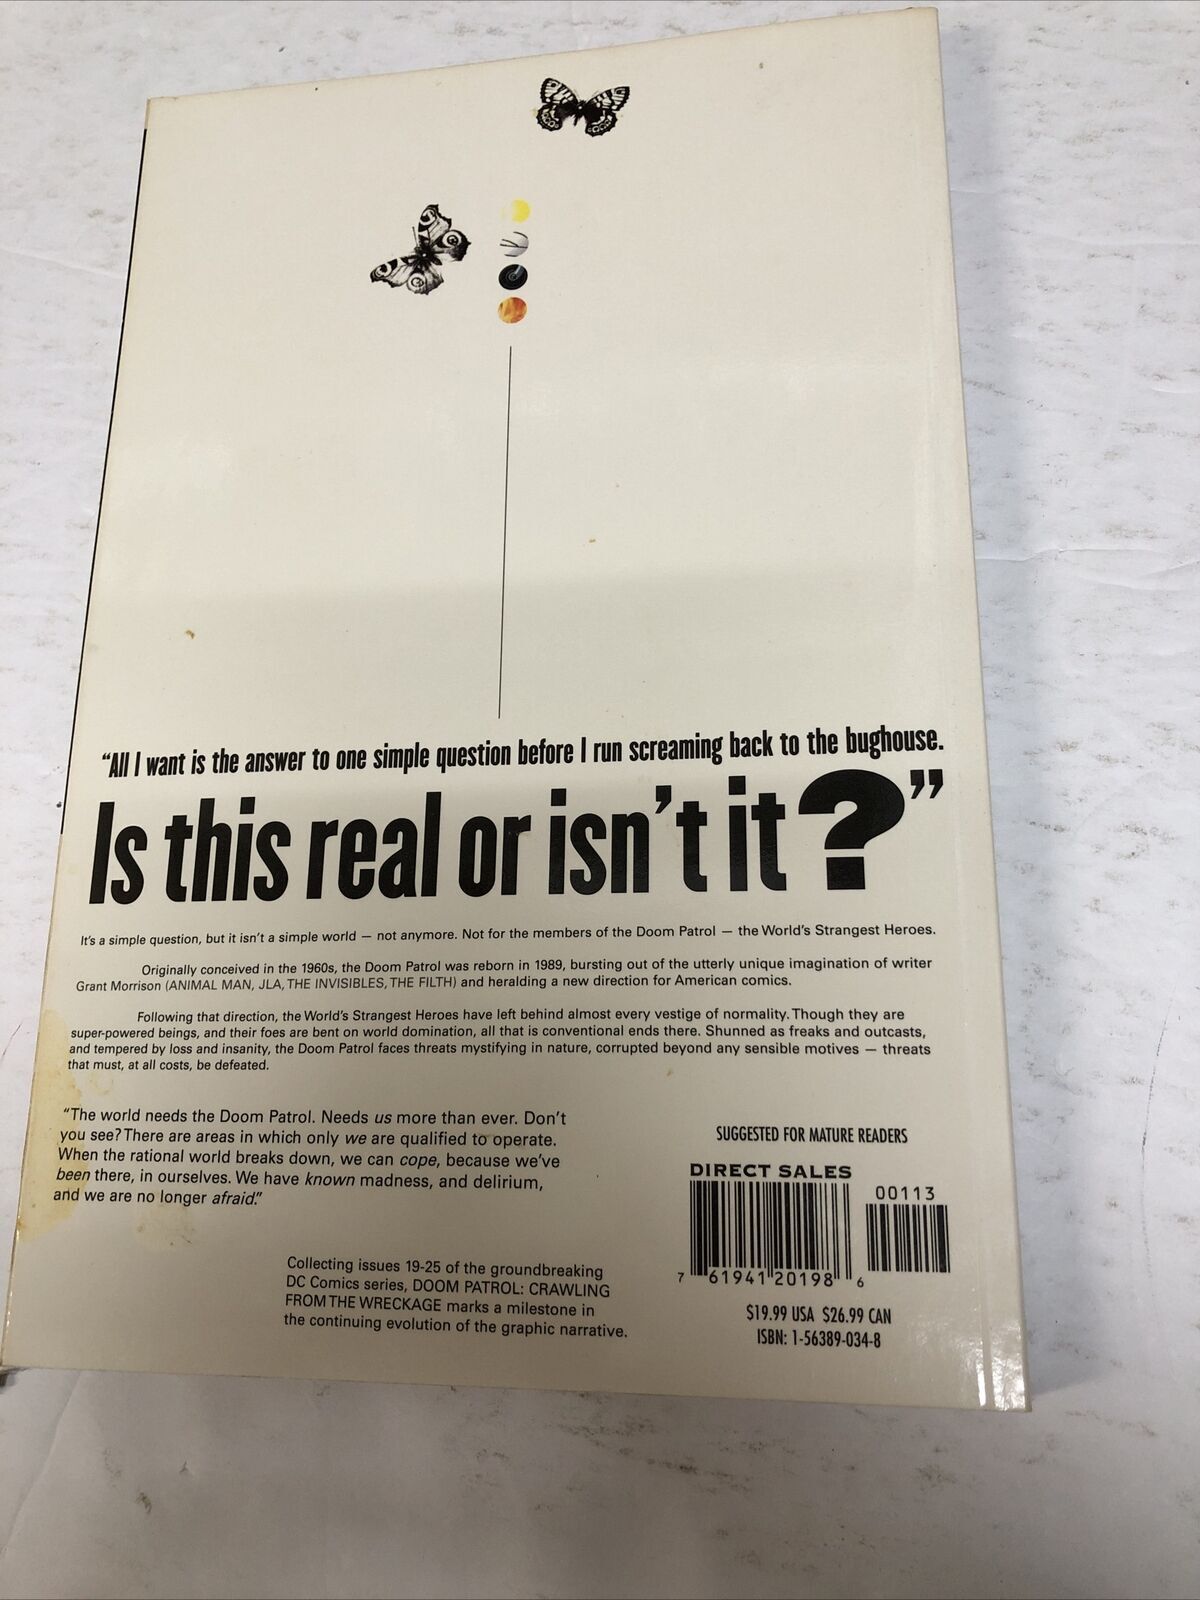 “All I want is the answer to one simple question before I run screaming back to the bughouse.
Is this real or isn’t it?”
It’s a simple question, but it isn’t a simple world — not anymore. Not for the members of the Doom Patrol — the World’s Strangest Heroes.
Originally conceived in the 1960s, the Doom Patrol was reborn in 1989, bursting out of the utterly unique imagination of writer
Grant Morrison (ANIMAL MAN, JLA, THE INVISIBLES, THE FILTH) and heralding a new direction for American comics.
Following that direction, the World’s Strangest Heroes have left behind almost every vestige of normality. Though they are
super-powered beings, and their foes are bent on world domination, all that is conventional ends there. Shunned as freaks and outcasts,
and tempered by loss and insanity, the Doom Patrol faces threats mystifying in nature, corrupted beyond any sensible motives — threats
that must, at all costs, be defeated.
“The world needs the Doom Patrol. Needs us more than ever. Don’t
you see? There are areas in which only we are qualified to operate.
When the rational world breaks down, we can cope, because we’ve
been there, in ourselves. We have known madness, and delirium,
and we are no longer afraid.”
Collecting issues 19-25 of the groundbreaking
DC Comics series, DOOM PATROL: CRAWLING
FROM THE WRECKAGE marks a milestone in
the continuing evolution of the graphic narrative.
SUGGESTED FOR MATURE READERS
DIRECT SALES
00113
7 61941 20198 6
$19.99 USA $26.99 CAN
ISBN: 1-56389-034-8